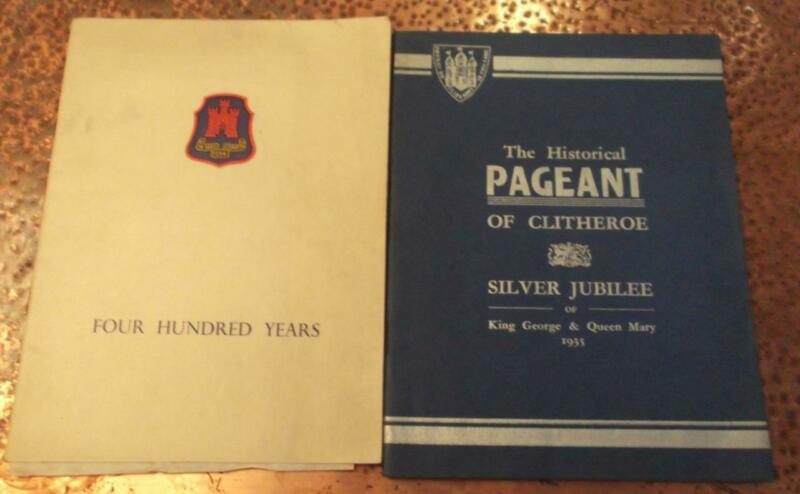 FOUR HUNDRED YEARS
The Historical
PAGEANT
OF CLITHEROE
SILVER JUBILEE
OF
King George & Queen Mary
1935